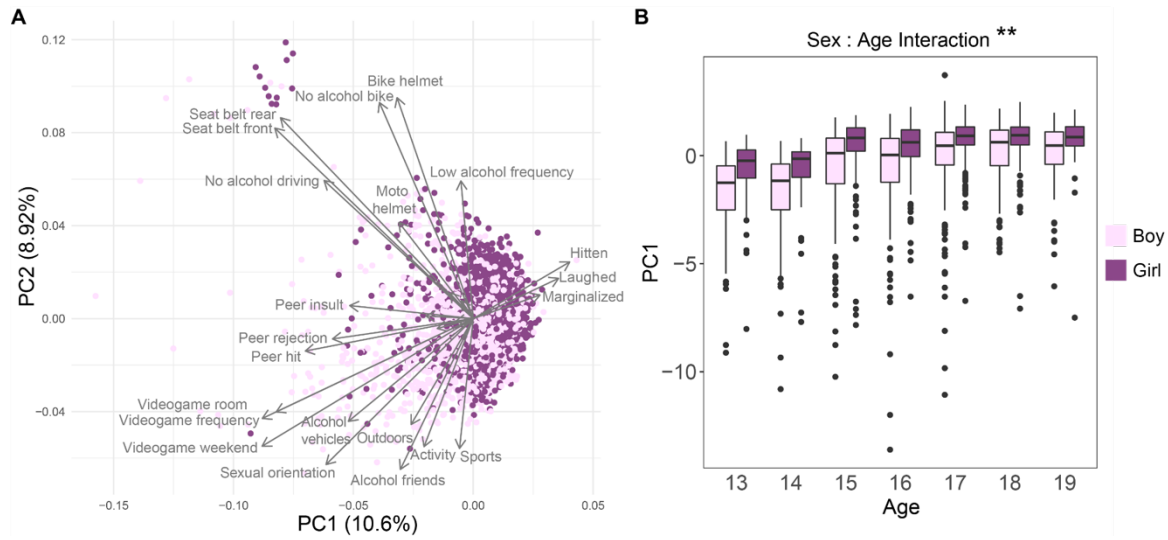 A
0.12
0.08
0.04
0.00
−0.04
PC2 (8.92%)
Bike helmet
No alcohol bike
Seat belt rear
Seat belt front
No alcohol driving
Low alcohol frequency
Moto
helmet
Hitten
Laughed
Marginalized
Peer insult
Peer rejection
Peer hit
Videogame room
Videogame frequency
Videogame weekend
Alcohol
vehicles
Outdoors
Sexual orientation
Activity
Sports
Alcohol friends
−0.15
−0.10
−0.05
0.00
0.05
PC1 (10.6%)
B
Sex : Age Interaction **
0
−5
−10
PC1
13
14
15
16
17
18
19
Age
Boy
Girl